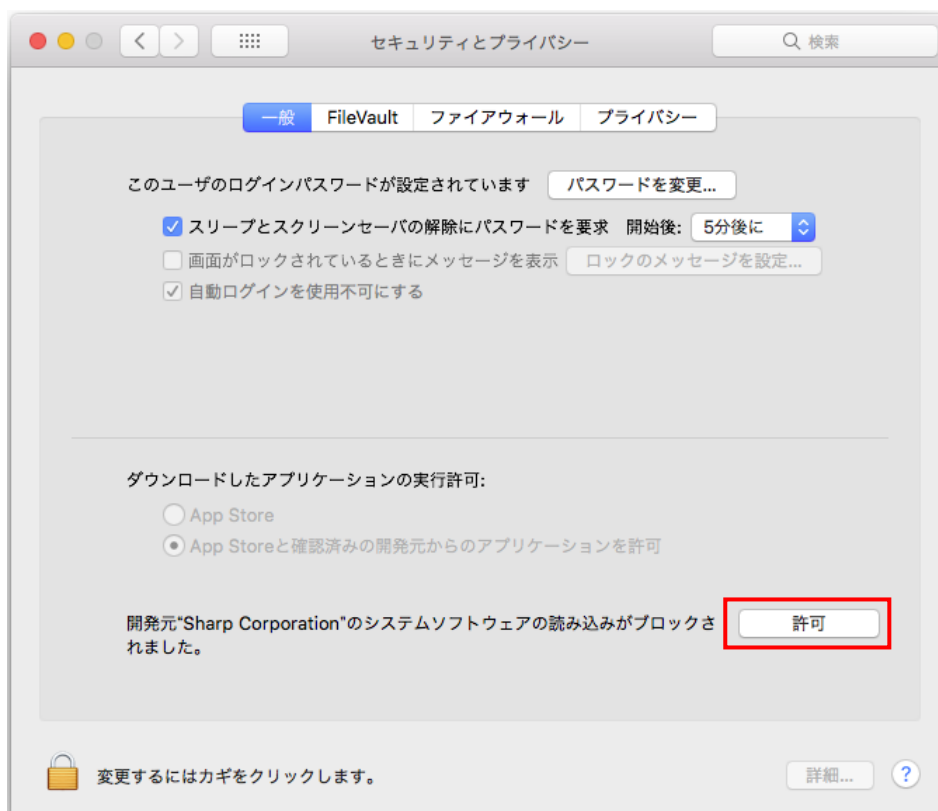 セキュリティとプライバシー
検索
一般 FileVault ファイアウォール プライバシー
このユーザのログインパスワードが設定されています パスワードを変更...
スリープとスクリーンセーバの解除にパスワードを要求 開始後: 5分後に
画面がロックされているときにメッセージを表示 ロックのメッセージを設定...
自動ログインを使用不可にする
ダウンロードしたアプリケーションの実行許可:
App Store
App Storeと確認済みの開発元からのアプリケーションを許可
開発元“Sharp Corporation”のシステムソフトウェアの読み込みがブロックさ
れました。
許可
変更するにはカギをクリックします。
詳細... ?